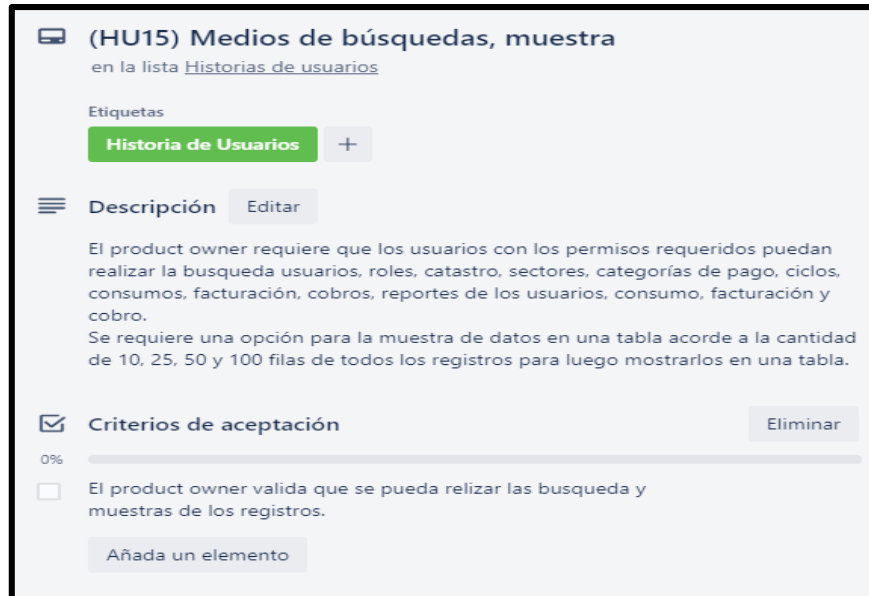 (HU15) Medios de búsquedas, muestra
en la lista Historias de usuarios
Etiquetas
Historia de Usuarios +
Descripción Editar
El product owner requiere que los usuarios con los permisos requeridos puedan
realizar la busqueda usuarios, roles, catastro, sectores, categorías de pago, ciclos,
consumos, facturación, cobros, reportes de los usuarios, consumo, facturación y
cobro.
Se requiere una opción para la muestra de datos en una tabla acorde a la cantidad
de 10, 25, 50 y 100 filas de todos los registros para luego mostrarlos en una tabla.
Criterios de aceptación Eliminar
0%
El product owner valida que se pueda relizar las busqueda y
muestras de los registros.
Añada un elemento